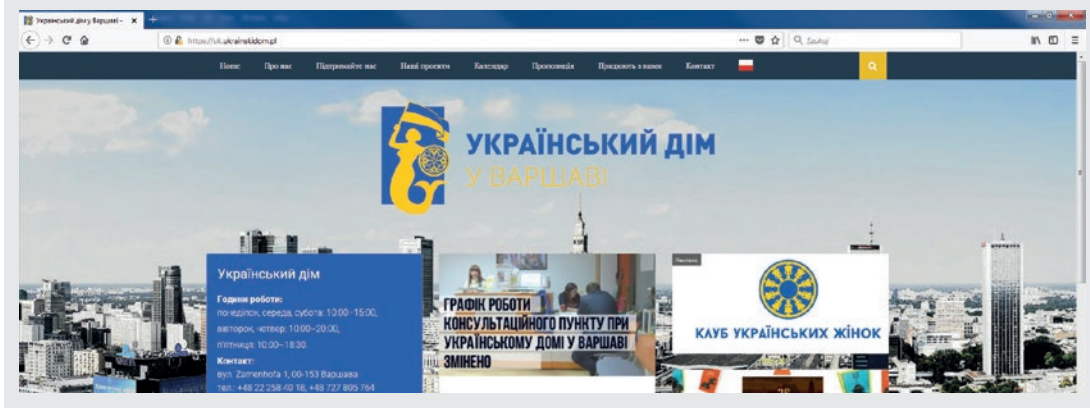 Український дім у Варшаві –
https://uk.ukrainskidom.pl
Szukaj
Home
Про нас
Підтримайте нас
Наші проєкти
Календар
Пропозиція
Працюють з нами
Контакт
УКРАЇНСЬКИЙ ДІМ
У ВАРШАВІ
Український дім
Години роботи:
понеділок, середа, субота: 10:00–15:00,
вівторок, четвер: 10:00–20:00,
п'ятниця: 10:00–18:30.
Контакт:
вул. Zamenhofa 1, 00-153 Варшава
тел.: +48 22 258 40 18, +48 727 805 764
ГРАФІК РОБОТИ
КОНСУЛЬТАЦІЙНОГО ПУНКТУ ПРИ
УКРАЇНСЬКОМУ ДОМІ У ВАРШАВІ
ЗМІНЕНО
КЛУБ УКРАЇНСЬКИХ ЖІНОК